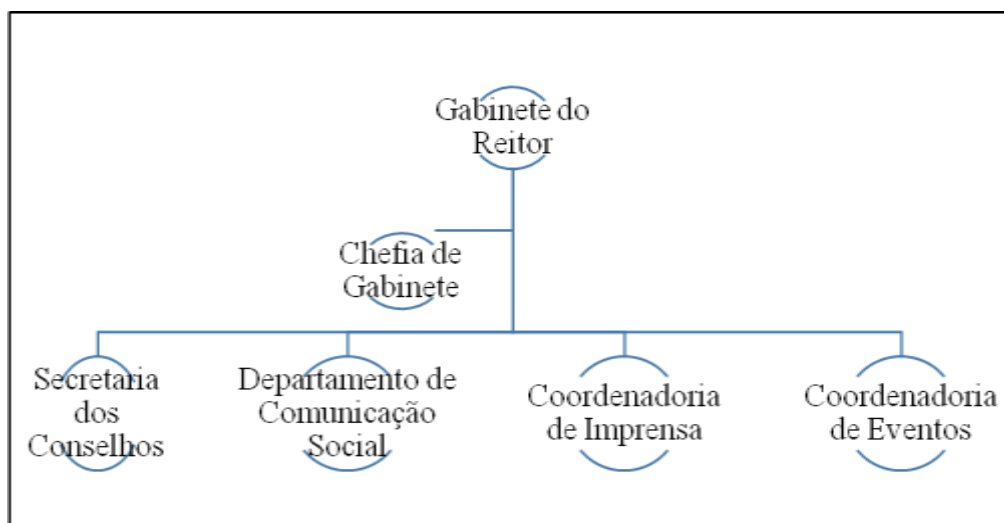 Gabinete do
Reitor
Chefia de
Gabinete
Secretaria
dos
Conselhos
Departamento de
Comunicação
Social
Coordenadoria
de Imprensa
Coordenadoria
de Eventos